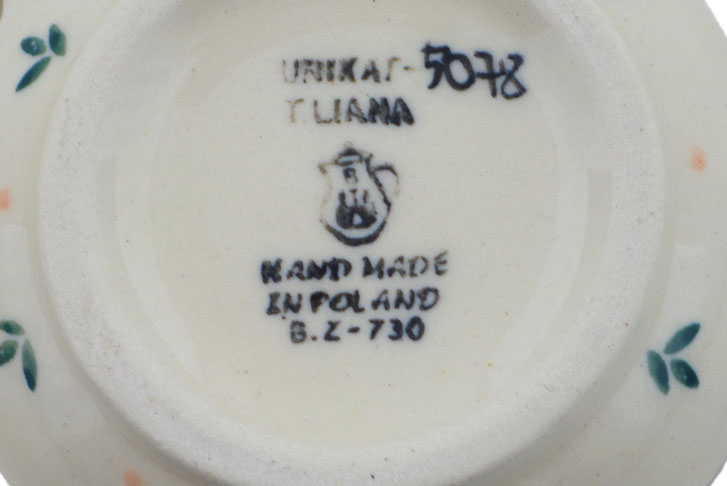 UNIKAT-5078
T.LIANA
B
HAND MADE
IN POLAND
B.Z-730